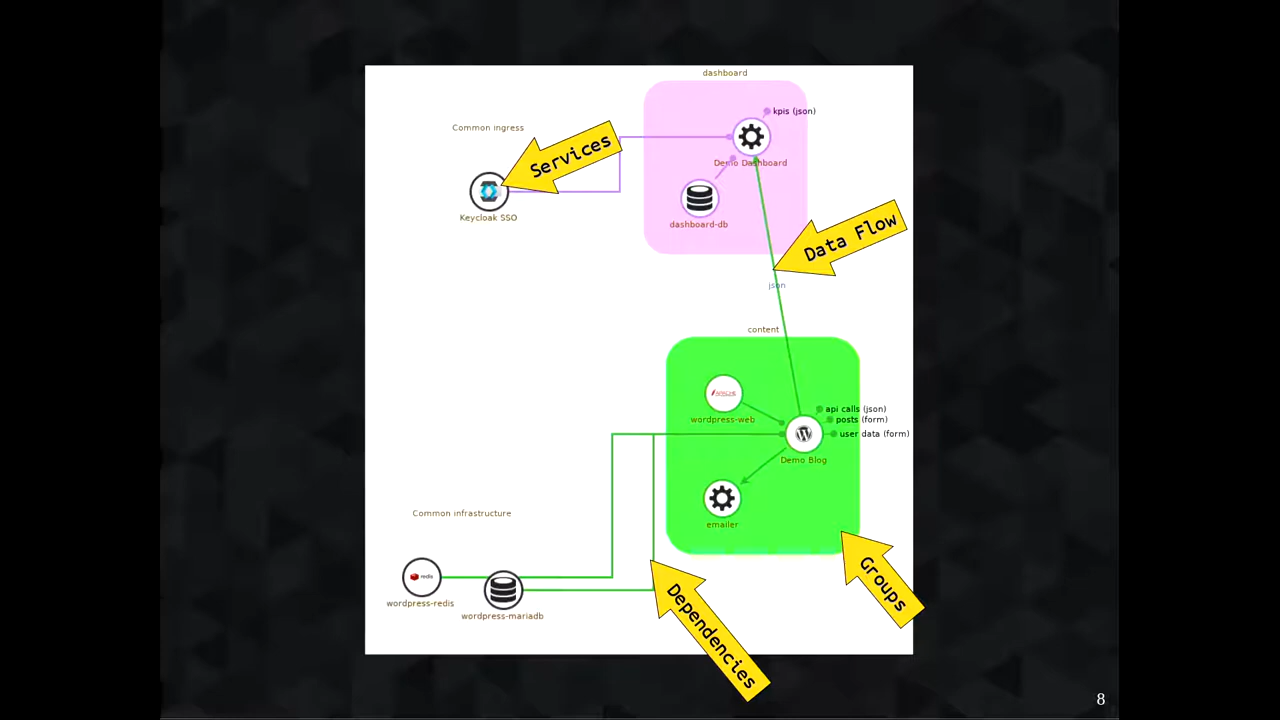 dashboard
kpis (json)
Common ingress
Services
Demo Dashboard
Keycloak SSO
dashboard-db
Data Flow
json
content
APACHE
wordpress-web
api calls (json)
posts (form)
user data (form)
Demo Blog
Common infrastructure
emailer
redis
wordpress-redis
wordpress-mariadb
Dependencies
Groups
8